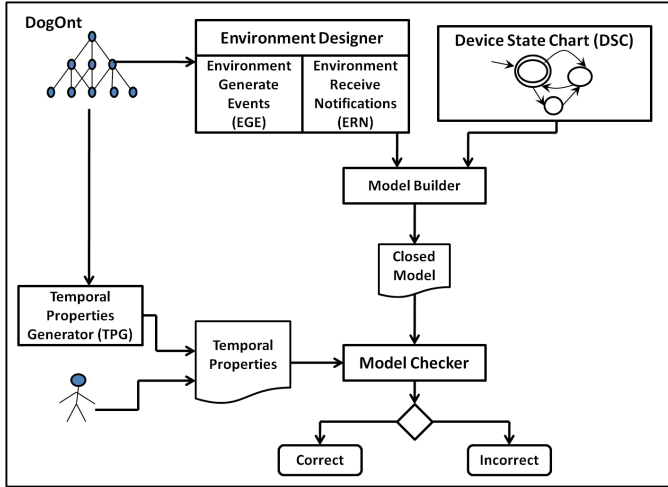 DogOnt
Environment Designer
Environment
Generate
Events
(EGE)
Environment
Receive
Notifications
(ERN)
Device State Chart (DSC)
Model Builder
Closed
Model
Temporal
Properties
Generator (TPG)
Temporal
Properties
Model Checker
Correct
Incorrect